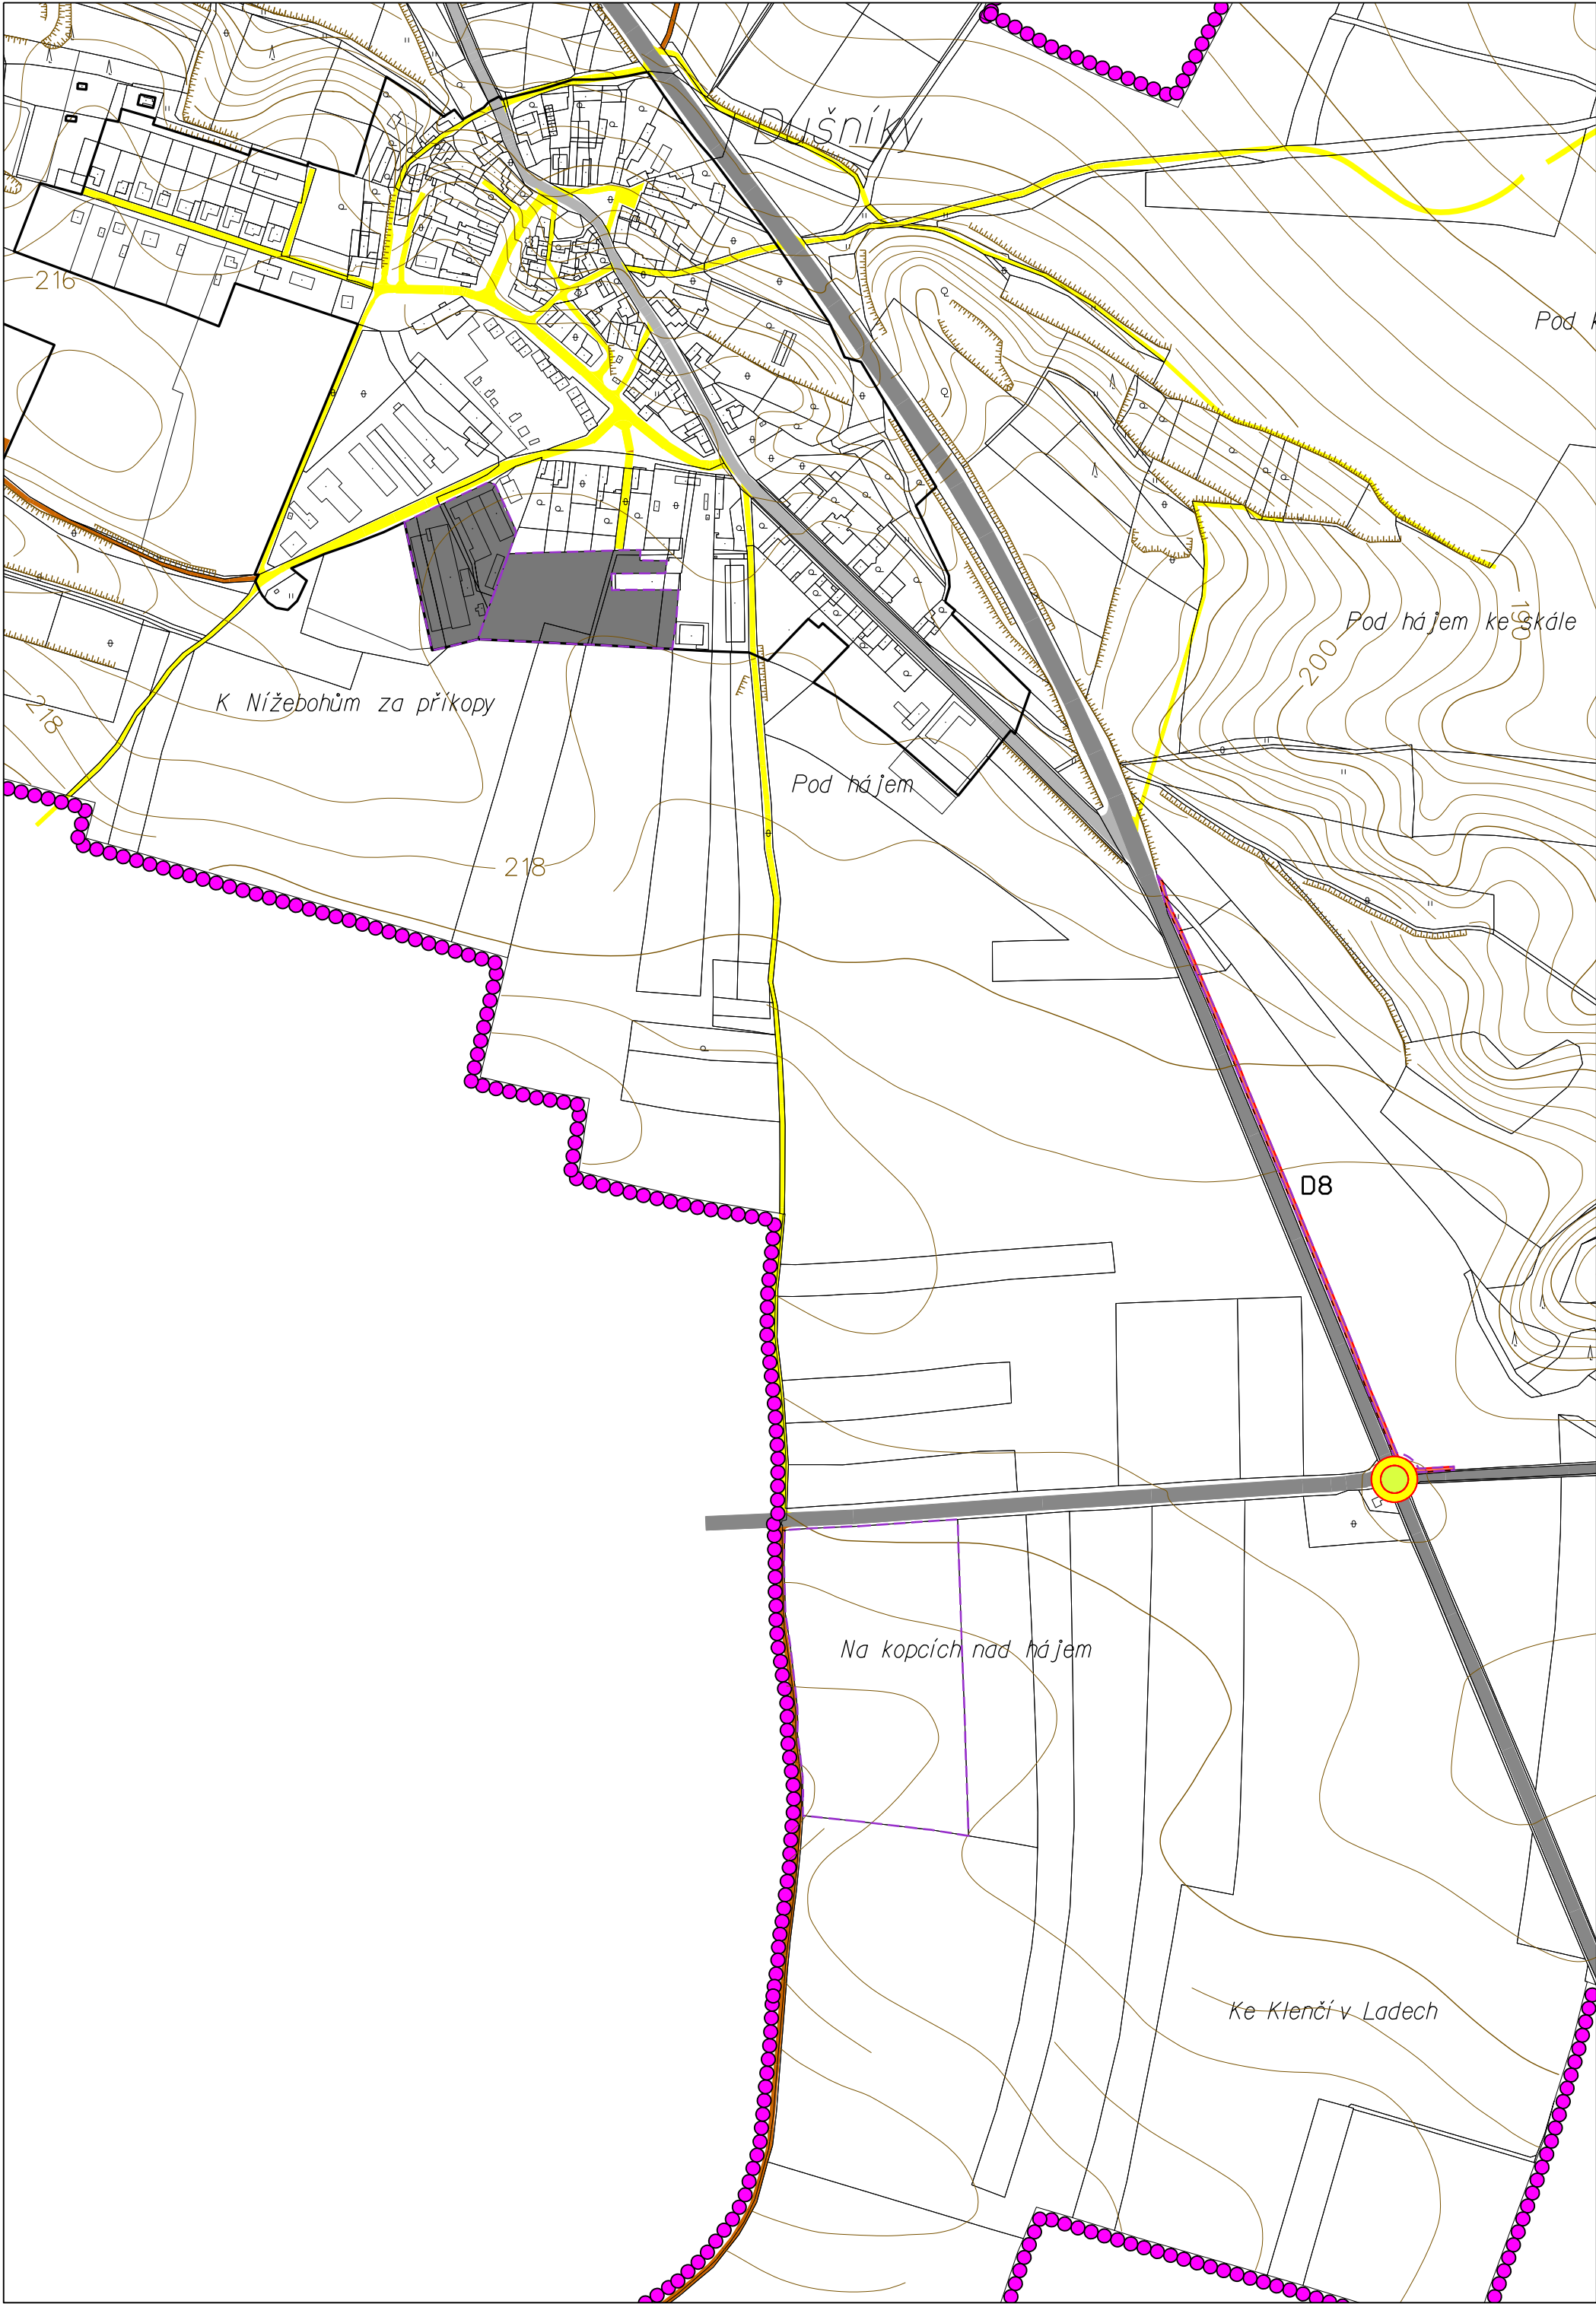 Dušníky
216
Pod
190
Pod hájem ke skále
200
K Nížebohům za příkopy
218
Pod hájem
218
D8
Na kopcích nad hájem
Ke Klenčí v Ladech